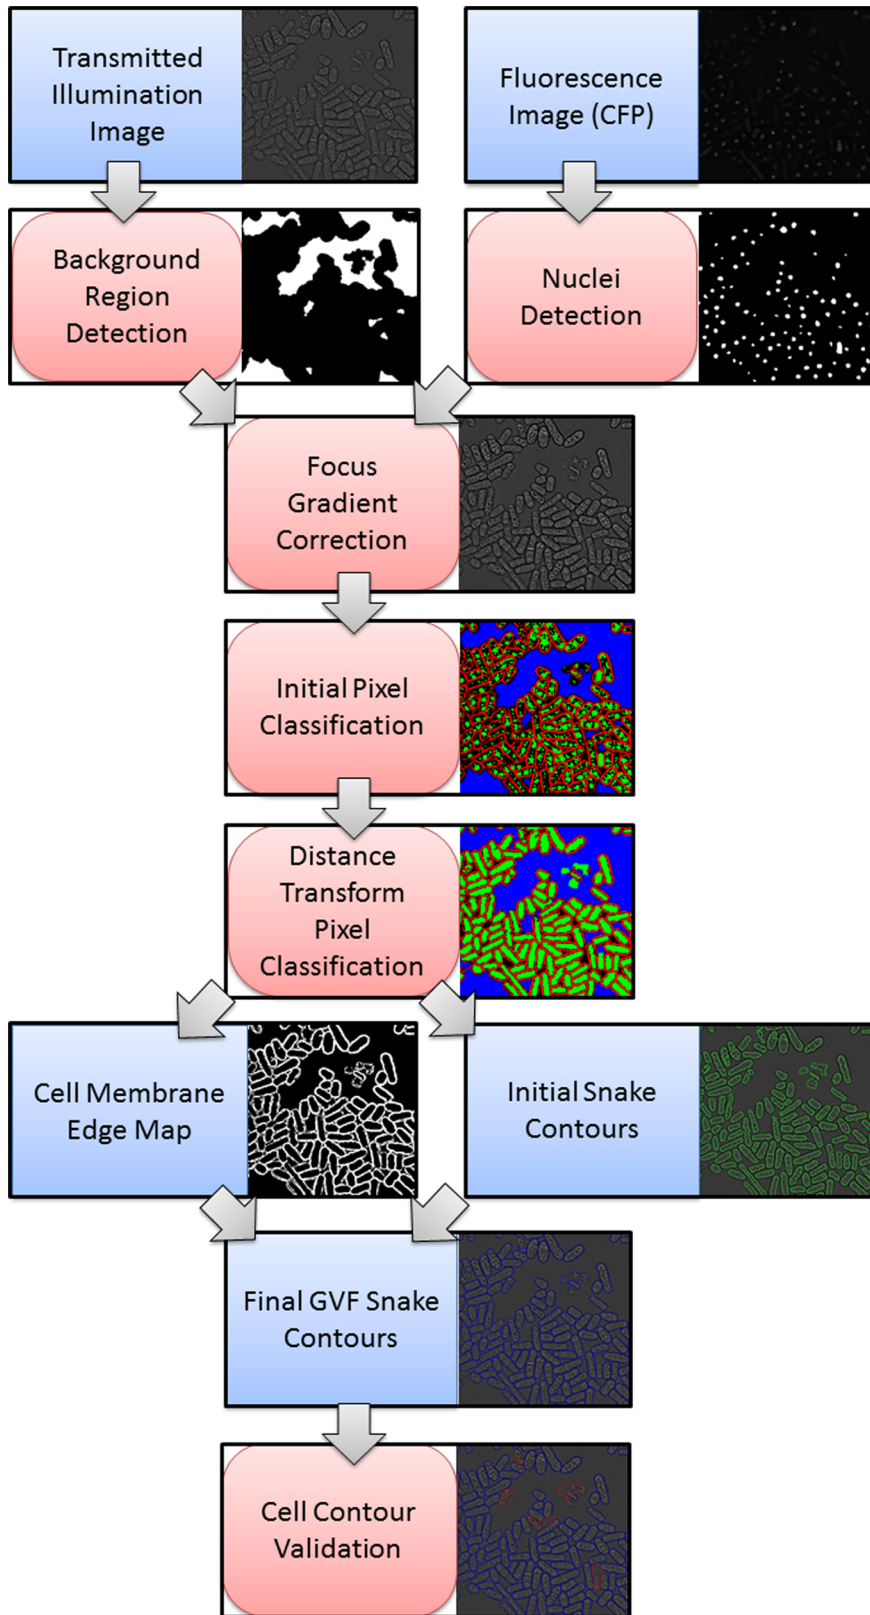 Transmitted
Illumination
Image
Fluorescence
Image (CFP)
Background
Region
Detection
Nuclei
Detection
Focus
Gradient
Correction
Initial Pixel
Classification
Distance
Transform
Pixel
Classification
Cell Membrane
Edge Map
Initial Snake
Contours
Final GVF Snake
Contours
Cell Contour
Validation